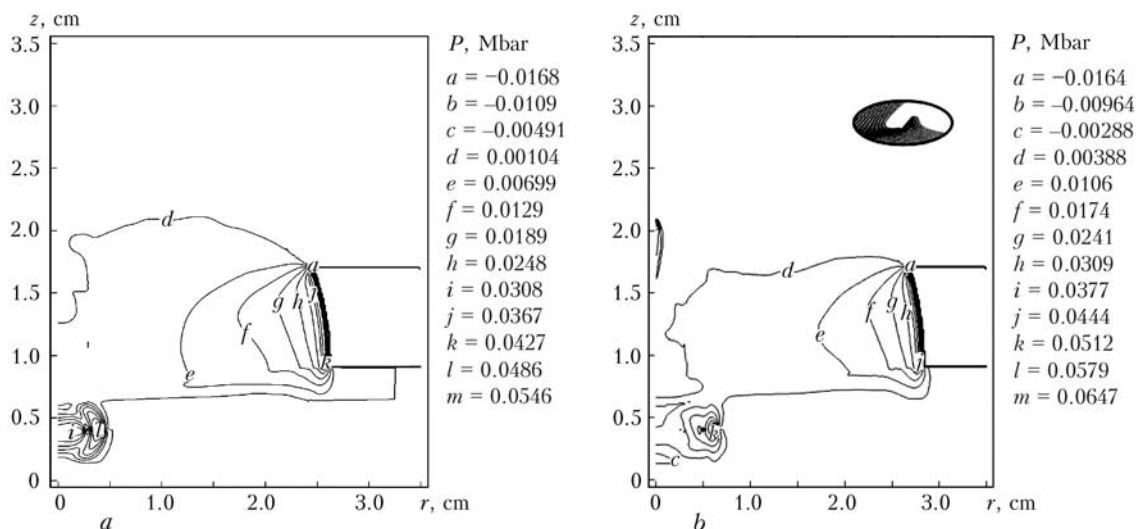 z, cm
3.5
3.0
2.5
2.0
1.5
1.0
0.5
0
0
1.0
2.0
3.0
r, cm
d
a
j
g
h
f
k
e
i
l
P, Mbar
a = −0.0168
b = –0.0109
c = –0.00491
d = 0.00104
e = 0.00699
f = 0.0129
g = 0.0189
h = 0.0248
i = 0.0308
j = 0.0367
k = 0.0427
l = 0.0486
m = 0.0546
a
z, cm
3.5
3.0
2.5
2.0
1.5
1.0
0.5
0
0
1.0
2.0
3.0
r, cm
d
a
g
f
h
e
j
k
c
P, Mbar
a = −0.0164
b = –0.00964
c = –0.00288
d = 0.00388
e = 0.0106
f = 0.0174
g = 0.0241
h = 0.0309
i = 0.0377
j = 0.0444
k = 0.0512
l = 0.0579
m = 0.0647
b